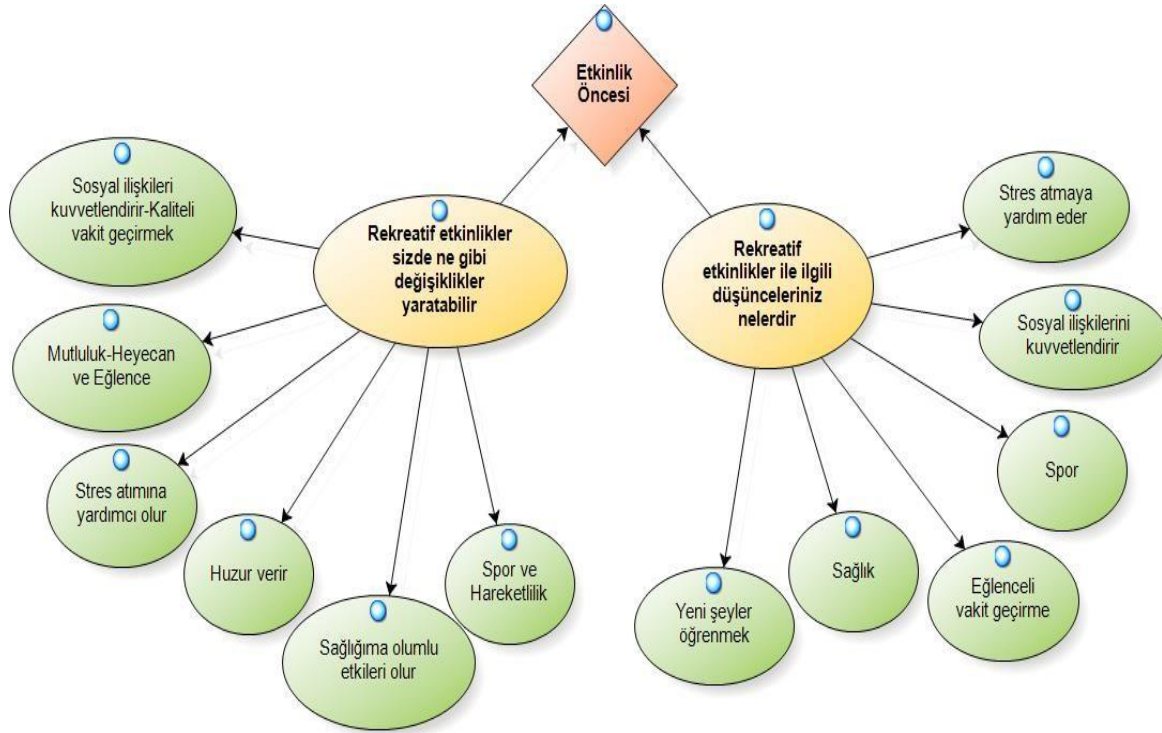 Etkinlik
Öncesi
Rekreatif etkinlikler
sizde ne gibi
değişiklikler
yaratabilir
Sosyal ilişkileri
kuvvetlendirir-Kaliteli
vakit geçirmek
Mutluluk-Heyecan
ve Eğlence
Stres atımına
yardımcı olur
Huzur verir
Sağlığıma olumlu
etkileri olur
Spor ve
Hareketlilik
Rekreatif
etkinlikler ile ilgili
düşünceleriniz
nelerdir
Stres atmaya
yardım eder
Sosyal ilişkilerini
kuvvetlendirir
Spor
Eğlenceli
vakit geçirme
Sağlık
Yeni şeyler
öğrenmek